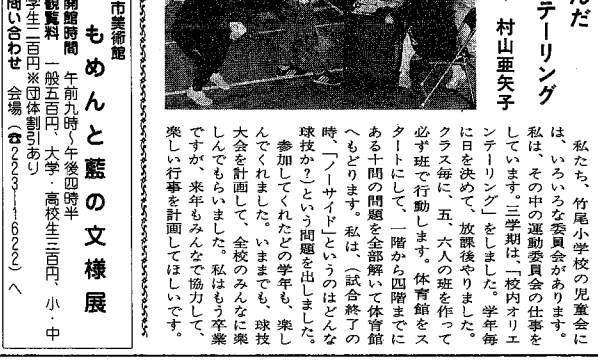 んだ
テーリング
村山亜矢子
私たち、竹尾小学校の児童会に
は、いろいろな委員会があります。
私は、その中の運動委員会の仕事を
しています。三学期は、「校内オリエ
ンテーリング」をしました。学年毎
に日を決めて、放課後やりました。
クラス毎に、五、六人の班を作って
必ず班で行動します。体育館をス
タートにして、一階から四階までに
ある十問の問題を全部解いて体育館
へもどります。私は、(試合終了の
時、「ノーサイド」というのはどんな
球技か?)という問題を出しました。
参加してくれたどの学年も、楽し
んでくれました。いままでも、球技
大会を計画して、全校のみんなに楽
しんでもらいました。私はもう卒業
ですが、来年もみんなで協力して、
楽しい行事を計画してほしいです。
市美術館
もめんと藍の文様展
開館時間 午前九時~午後四時半
観覧料 一般五百円、大学・高校生三百円、小・中
学生二百円※団体割引あり
問い合わせ 会場(☎223-1622)へ